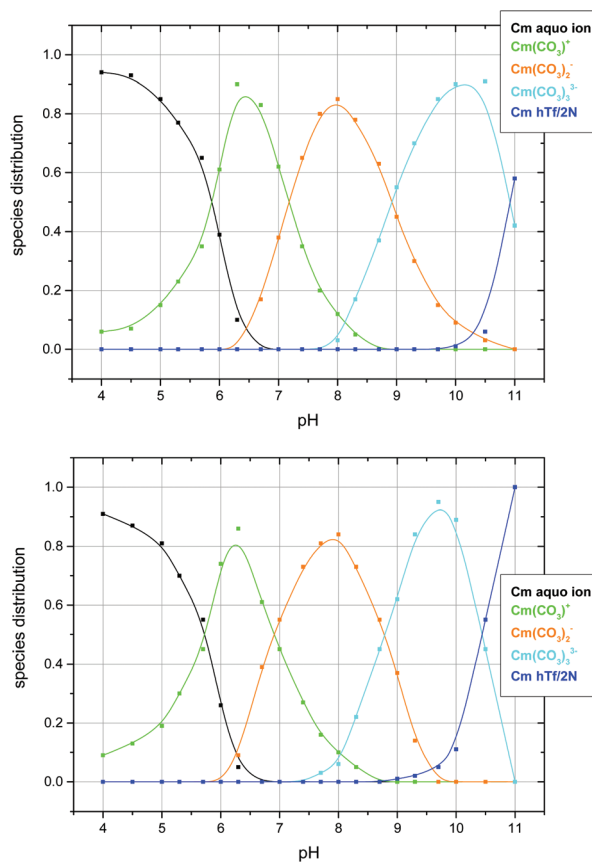 Cm aquo ion
Cm(CO₃)⁺
Cm(CO₃)₂⁻
Cm(CO₃)₃³⁻
Cm hTf/2N
1.0
0.8
0.6
0.4
0.2
0.0
species distribution
4 5 6 7 8 9 10 11
pH
1.0
0.8
0.6
0.4
0.2
0.0
species distribution
Cm aquo ion
Cm(CO₃)⁺
Cm(CO₃)₂⁻
Cm(CO₃)₃³⁻
Cm hTf/2N
4 5 6 7 8 9 10 11
pH